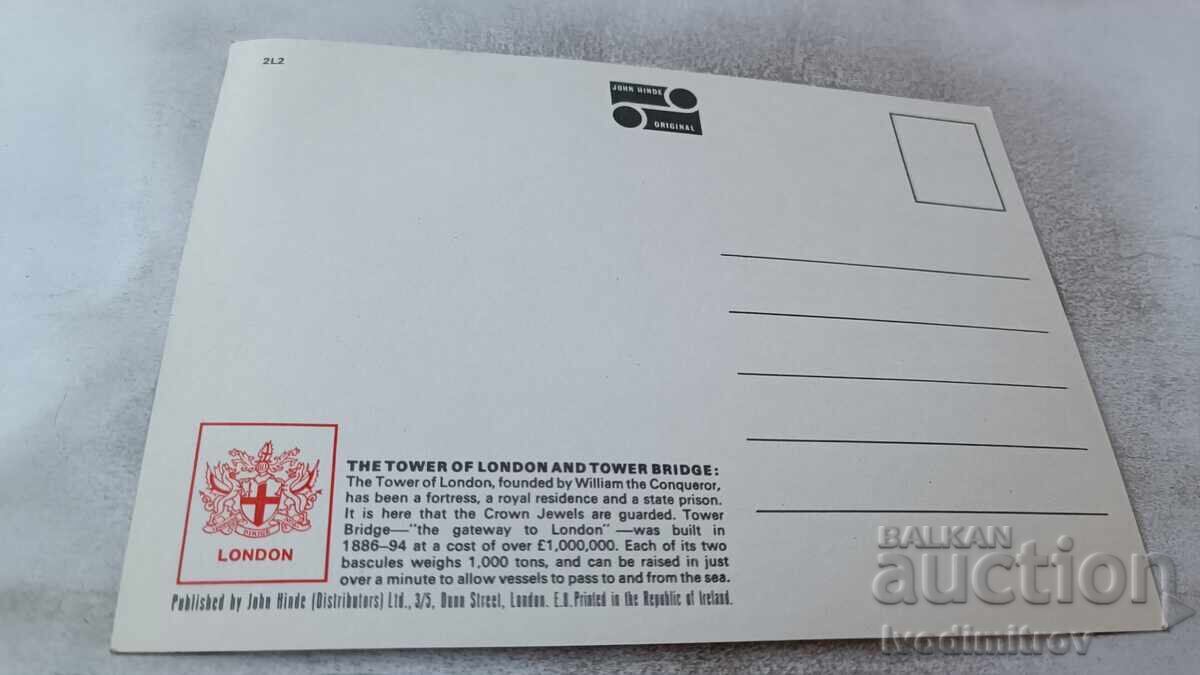 2L2
JOHN HINDE
ORIGINAL
THE TOWER OF LONDON AND TOWER BRIDGE:
The Tower of London, founded by William the Conqueror,
has been a fortress, a royal residence and a state prison.
It is here that the Crown Jewels are guarded. Tower
Bridge—"the gateway to London"—was built in
1886–94 at a cost of over £1,000,000. Each of its two
bascules weighs 1,000 tons, and can be raised in just
over a minute to allow vessels to pass to and from the sea.
LONDON
Published by John Hinde (Distributors) Ltd., 3/5, Dunn Street, London. E.8. Printed in the Republic of Ireland.
BALKAN
auction
Ivodimitrov